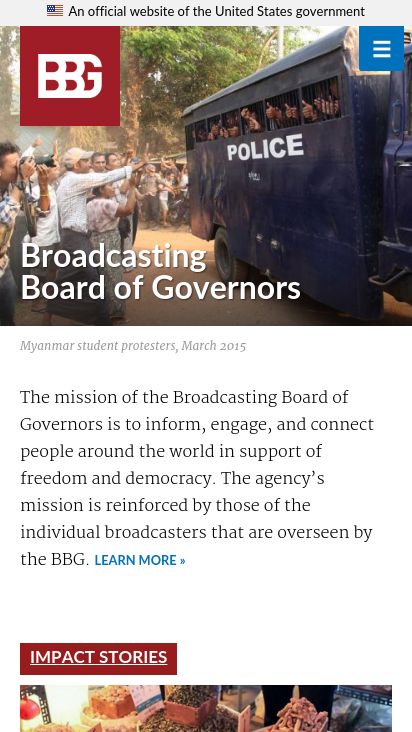 An official website of the United States government
BBG
POLICE
Broadcasting
Board of Governors
Myanmar student protesters, March 2015
The mission of the Broadcasting Board of
Governors is to inform, engage, and connect
people around the world in support of
freedom and democracy. The agency’s
mission is reinforced by those of the
individual broadcasters that are overseen by
the BBG. LEARN MORE »
IMPACT STORIES